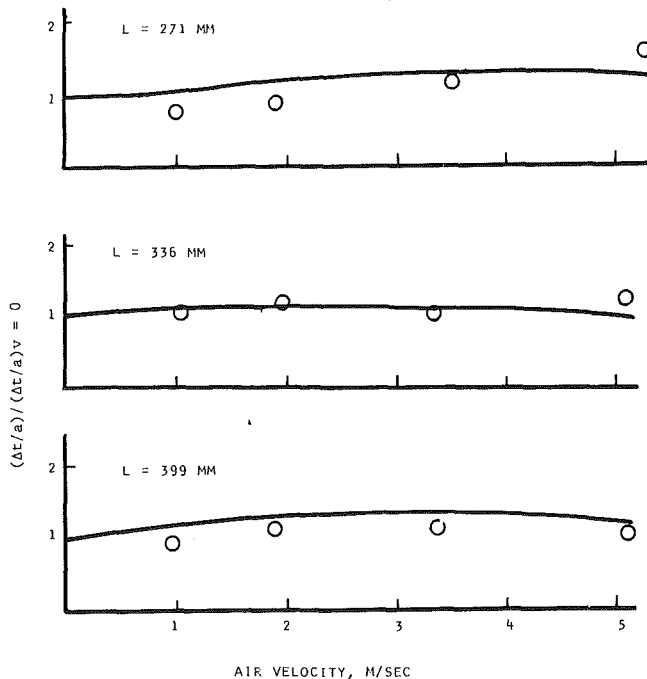 2
L = 271 MM
1
2
L = 336 MM
1
(Δt/a)/(Δt/a)v = 0
2
L = 399 MM
1
1 2 3 4 5
AIR VELOCITY, M/SEC